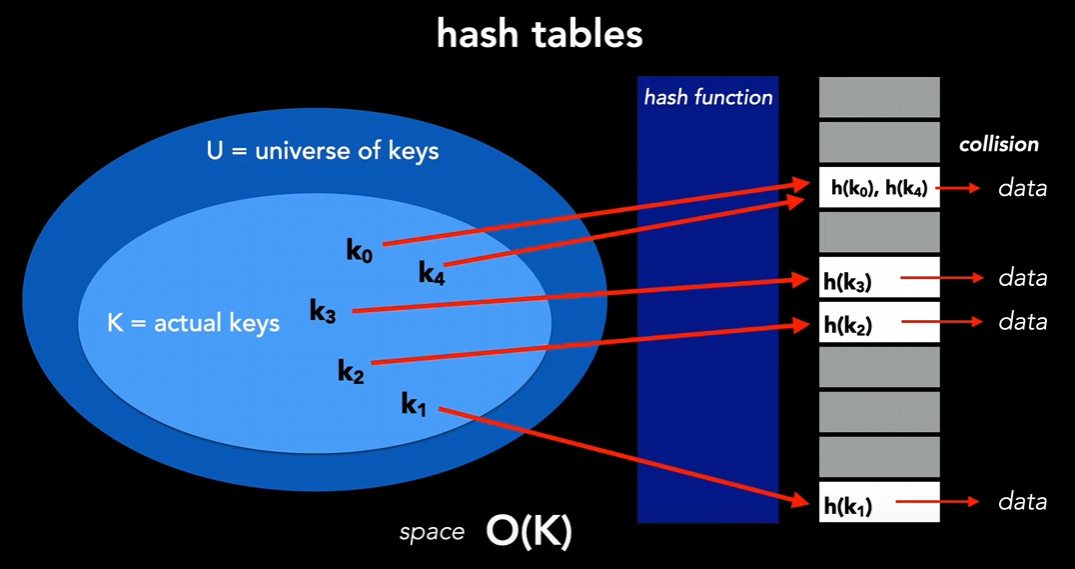 hash tables
hash function
U = universe of keys
collision
h(k₀), h(k₄)
data
k₀
k₄
h(k₃)
data
k₃
K = actual keys
h(k₂)
data
k₂
k₁
h(k₁)
data
space O(K)